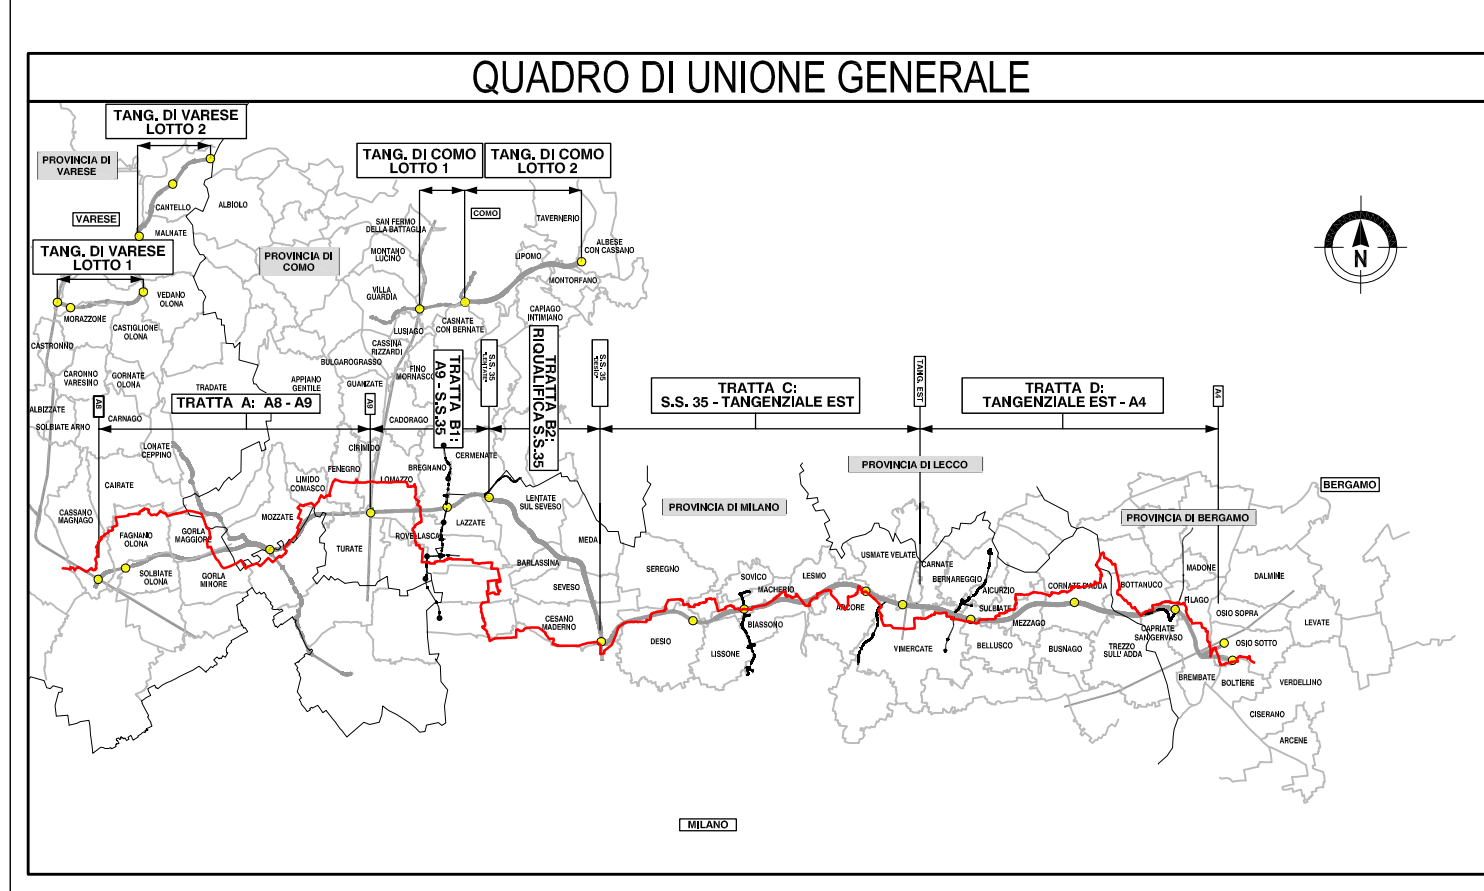 QUADRO DI UNIONE GENERALE
TANG. DI VARESE
LOTTO 2
PROVINCIA DI
VARESE
CANTELLO
ALBIOLO
VARESE
MALNATE
TANG. DI VARESE
LOTTO 1
VEDANO
OLONA
MORAZZONE
CASTIGLIONE
OLONA
CASTRONNO
CARONNO
VARESINO
GORNATE
OLONA
TRADATE
ALBIZZATE
CARNAGO
SOLBIATE ARNO
PROVINCIA DI
COMO
TANG. DI COMO
LOTTO 1
TANG. DI COMO
LOTTO 2
COMO
SAN FERMO
DELLA BATTAGLIA
TAVERNERIO
MONTANO
LUCINO
LIPOMO
ALBESE
CON CASSANO
VILLA
GUARDIA
MONTORFANO
LUSIAGO
CASNATE
CON BERNATE
CAPIAGO
INTIMIANO
CASSINA
RIZZARDI
BULGAROGRASSO
FINO
MORNASCO
APPIANO
GENTILE
GUANZATE
CADORAGO
N
A8
TRATTA A: A8 - A9
A9
TRATTA B1:
A9 - S.S.35
S.S. 35
"LENTATE"
TRATTA B2:
RIQUALIFICA S.S.35
S.S. 35
"DESIO"
TRATTA C:
S.S. 35 - TANGENZIALE EST
TANG. EST
TRATTA D:
TANGENZIALE EST - A4
A4
LONATE
CEPPINO
CIRIMIDO
CERMENATE
FENEGRO
BREGNANO
LIMIDO
COMASCO
LOMAZZO
CAIRATE
CASSANO
MAGNAGO
MOZZATE
FAGNANO
OLONA
GORLA
MAGGIORE
TURATE
ROVELLASCA
LAZZATE
LENTATE
SUL SEVESO
SOLBIATE
OLONA
GORLA
MINORE
MEDA
BARLASSINA
SEVESO
CESANO
MADERNO
PROVINCIA DI LECCO
PROVINCIA DI MILANO
BERGAMO
PROVINCIA DI BERGAMO
SEREGNO
SOVICO
MACHERIO
LESMO
USMATE VELATE
CARNATE
BERNAREGGIO
AICURZIO
SULBIATE
CORNATE D'ADDA
BOTTANUCO
MADONE
DALMINE
FILAGO
OSIO SOPRA
LEVATE
ARCORE
BIASSONO
DESIO
LISSONE
VIMERCATE
BELLUSCO
MEZZAGO
BUSNAGO
TREZZO
SULL' ADDA
CAPRIATE
SANGERVASO
OSIO SOTTO
BREMBATE
BOLTIERE
VERDELLINO
CISERANO
ARCENE
MILANO